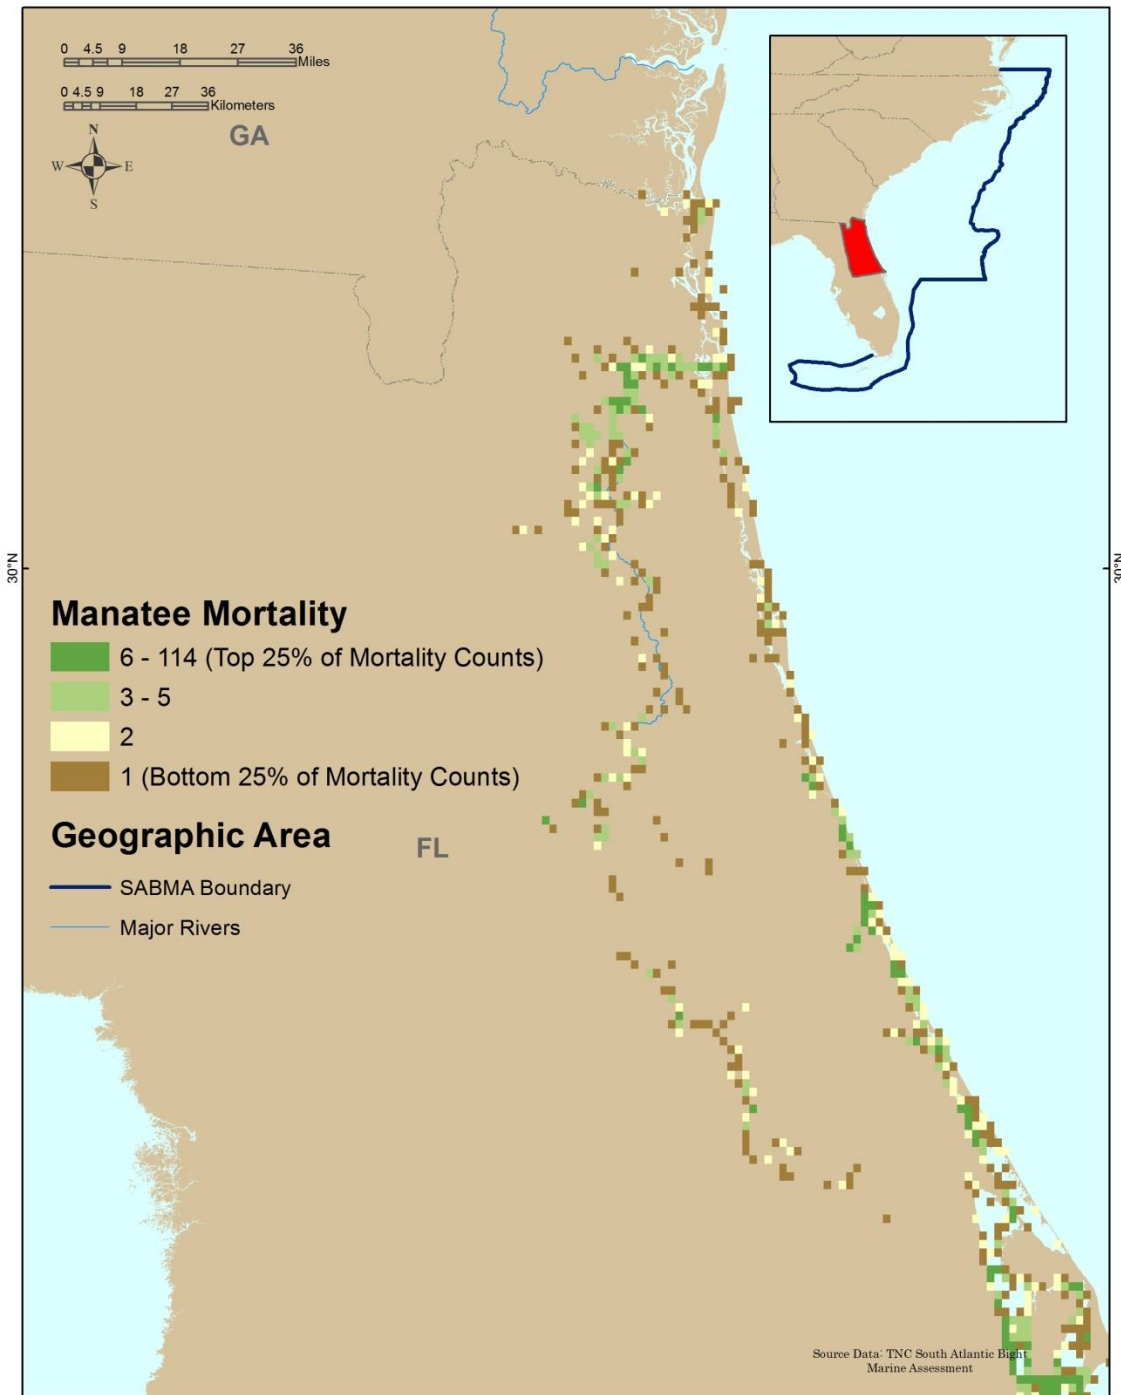 0 4.5 9 18 27 36
Miles
0 4.5 9 18 27 36
Kilometers
GA
N
W E
S
30°N 30°N
Manatee Mortality
6 - 114 (Top 25% of Mortality Counts)
3 - 5
2
1 (Bottom 25% of Mortality Counts)
Geographic Area
FL
SABMA Boundary
Major Rivers
Source Data: TNC South Atlantic Bight
Marine Assessment